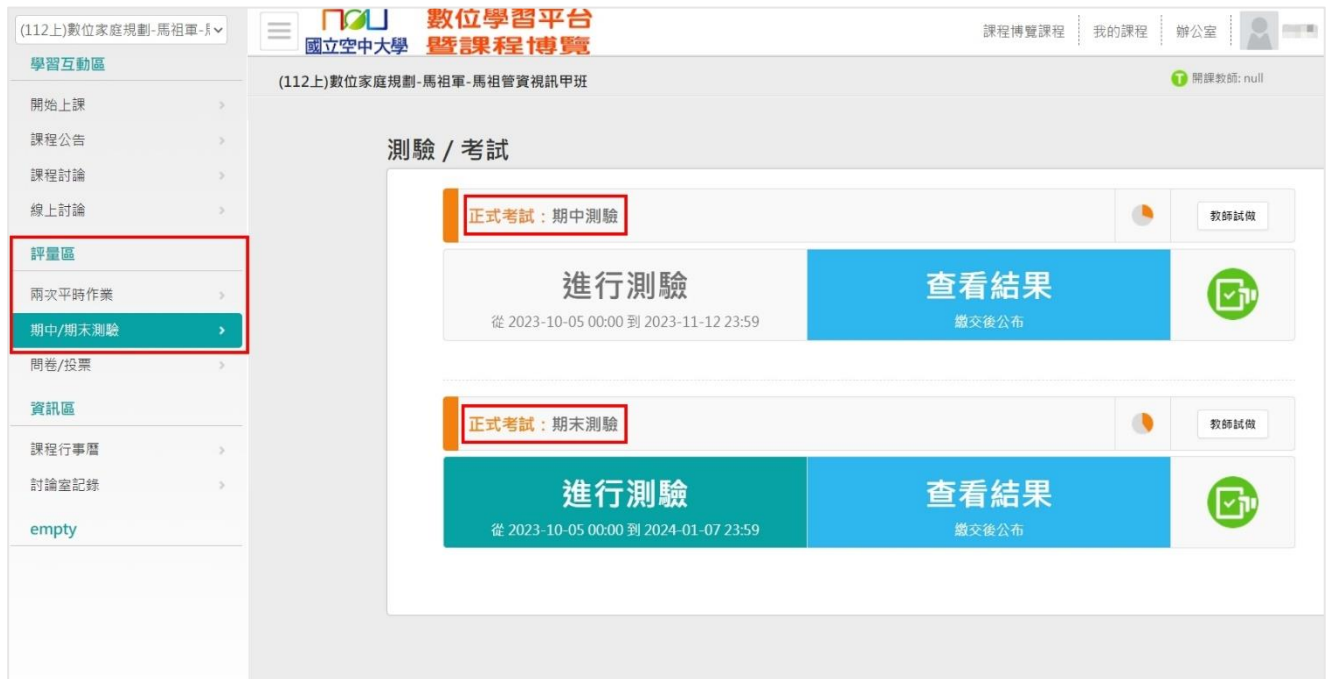 (112上)數位家庭規劃-馬祖軍-
學習互動區
開始上課
課程公告
課程討論
線上討論
評量區
兩次平時作業
期中/期末測驗
問卷/投票
資訊區
課程行事曆
討論室記錄
empty
nou
國立空中大學
數位學習平台
暨課程博覽
課程博覽課程
我的課程
辦公室
(112上)數位家庭規劃-馬祖軍-馬祖管資視訊甲班
T 開課教師: null
測驗 / 考試
正式考試：期中測驗
教師試做
進行測驗
從 2023-10-05 00:00 到 2023-11-12 23:59
查看結果
繳交後公布
正式考試：期末測驗
教師試做
進行測驗
從 2023-10-05 00:00 到 2024-01-07 23:59
查看結果
繳交後公布